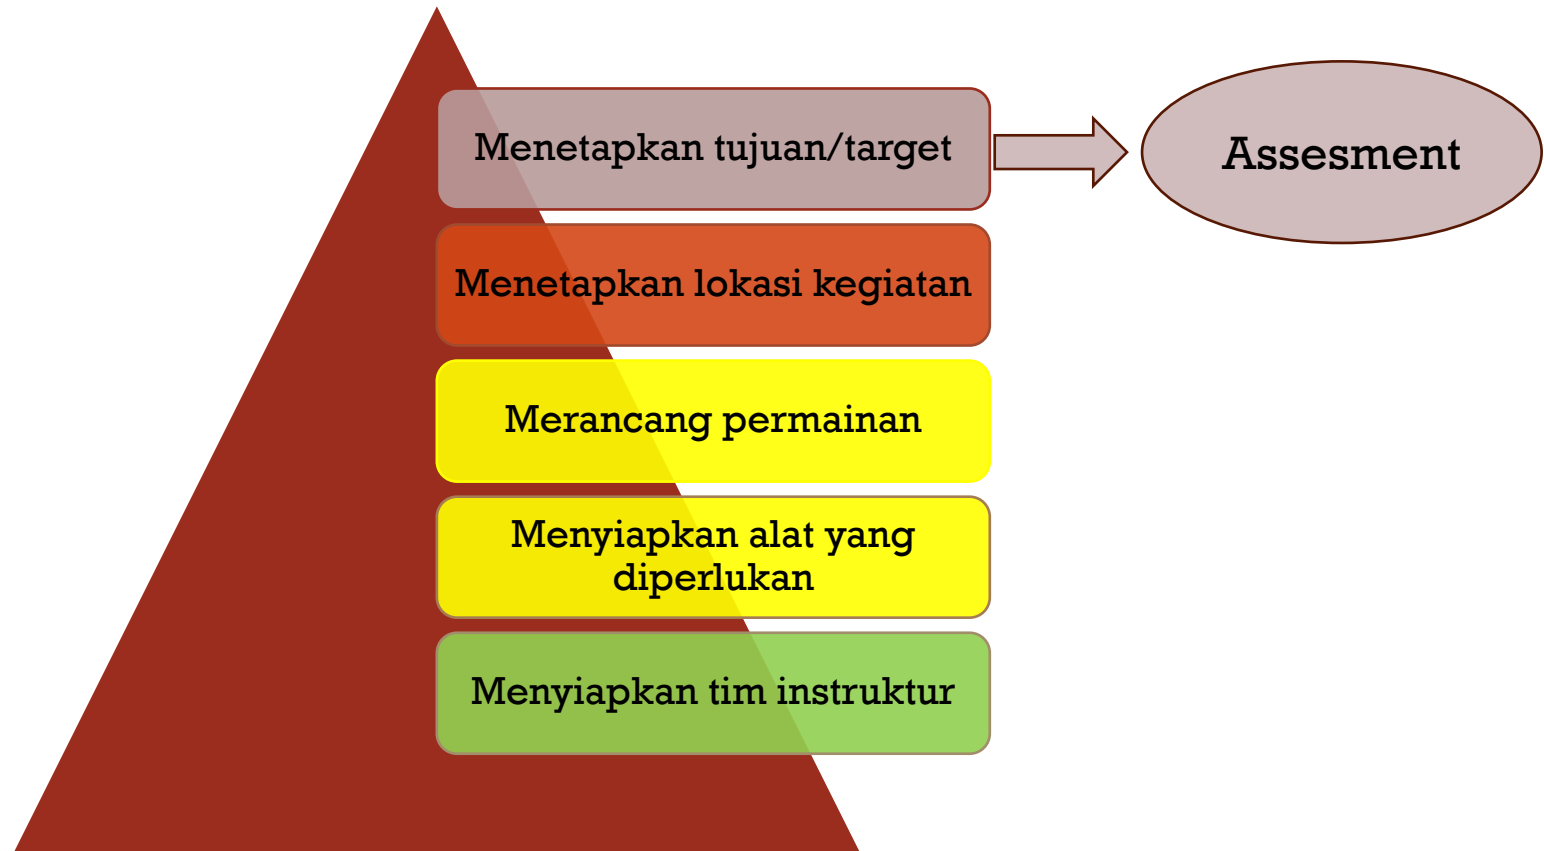 Menetapkan tujuan/target
Assesment
Menetapkan lokasi kegiatan
Merancang permainan
Menyiapkan alat yang
diperlukan
Menyiapkan tim instruktur